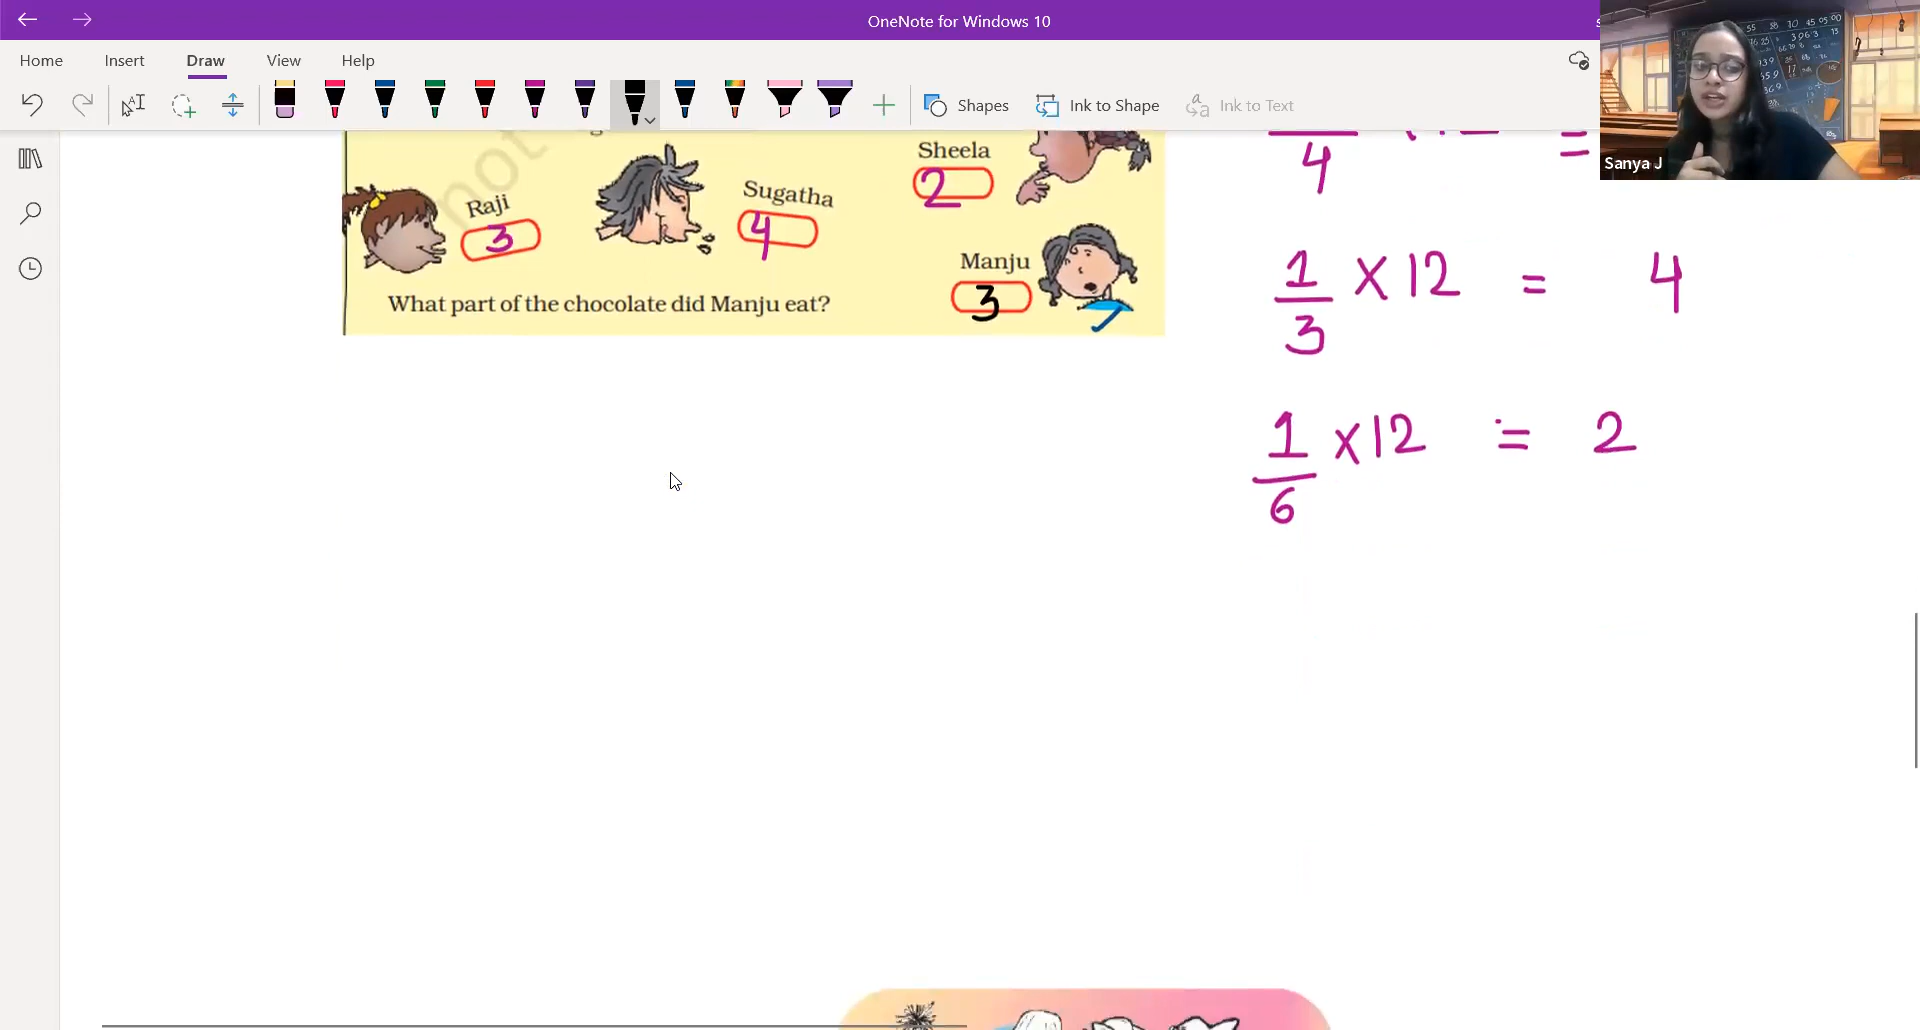 OneNote for Windows 10
Home Insert Draw View Help
Shapes Ink to Shape Ink to Text
Sanya J
not
Sheela
2
Raji
3
Sugatha
4
Manju
3
What part of the chocolate did Manju eat?
4
1/3 × 12 = 4
1/6 × 12 = 2